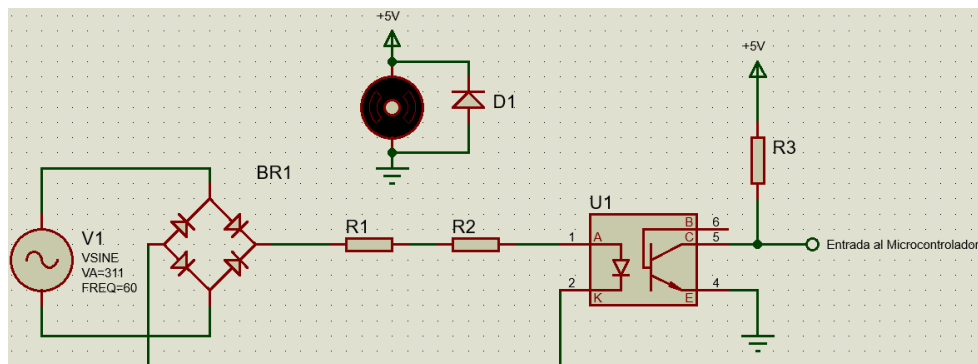 +5V
+5V
D1
R3
BR1
U1
R1
R2
B
6
1
A
C
5
Entrada al Microcontrolador
V1
VSINE
VA=311
FREQ=60
2
K
E
4